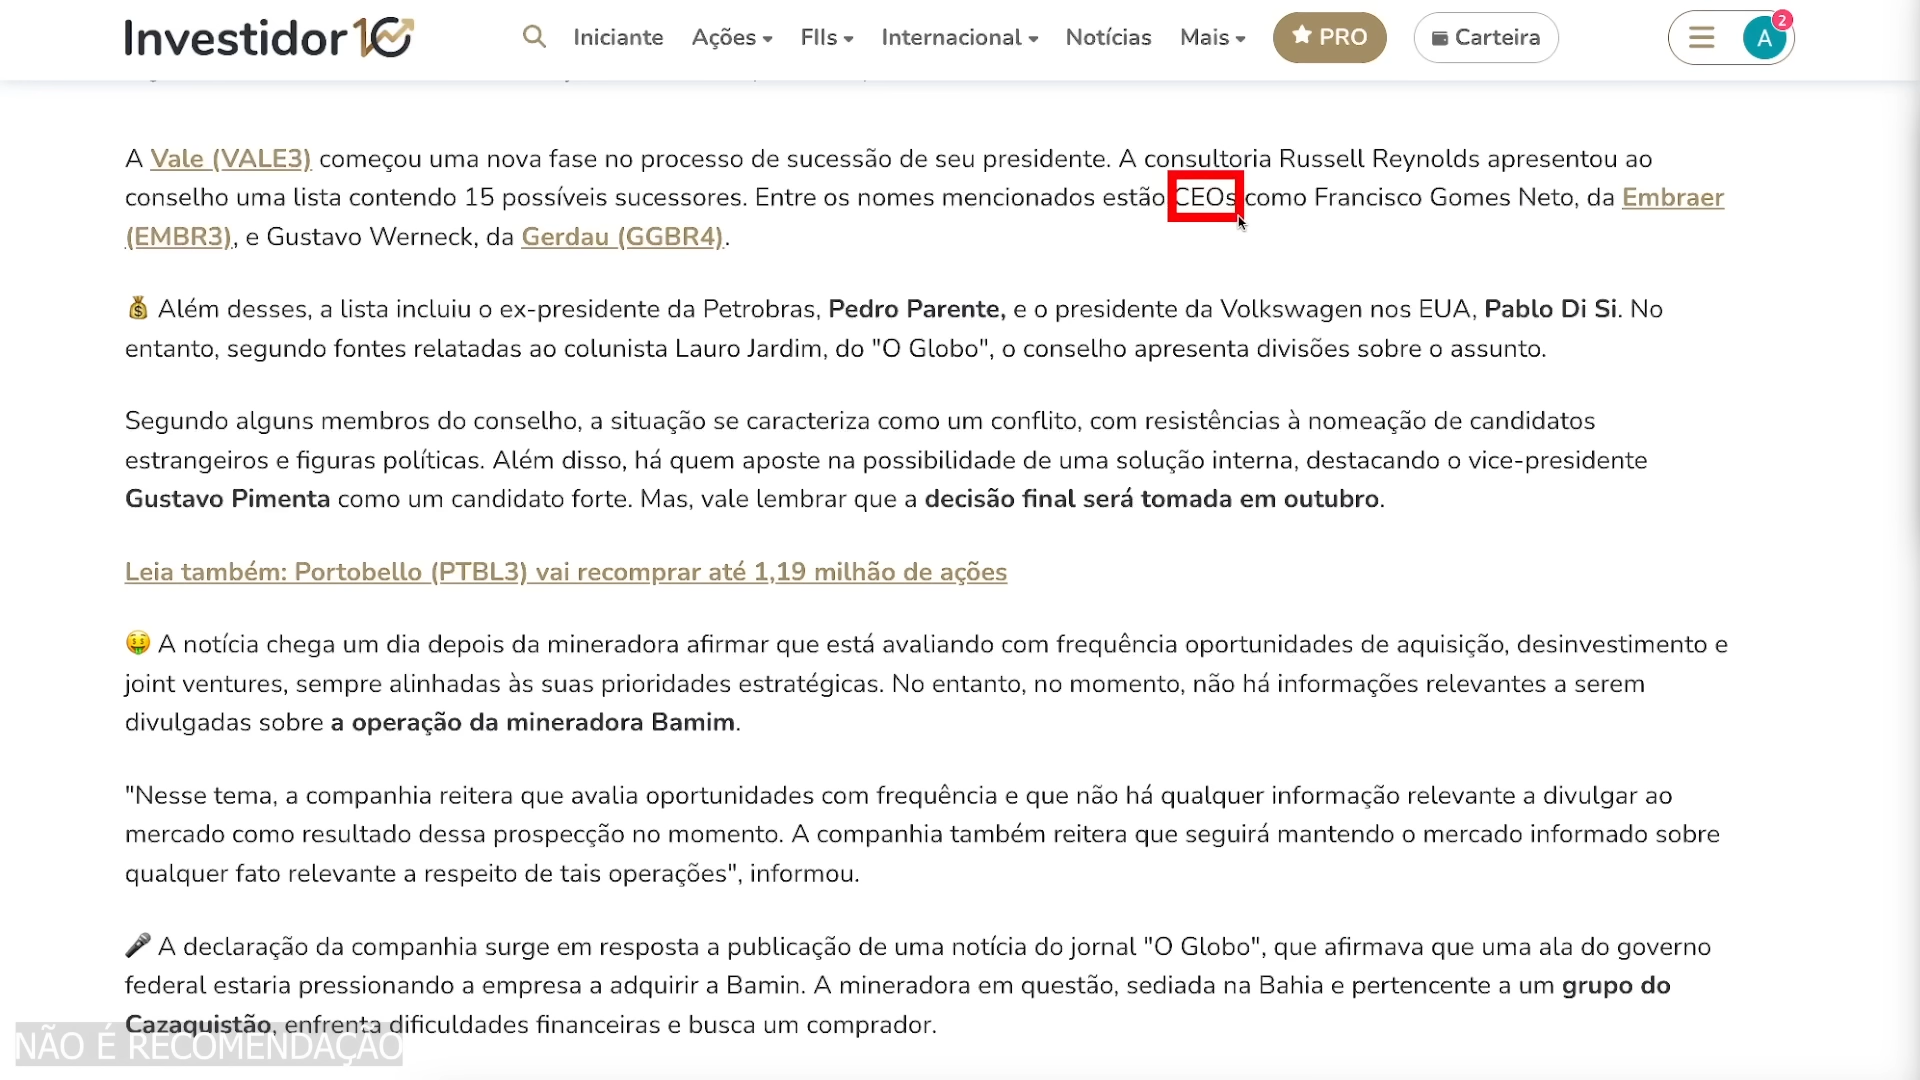 Investidor10 Iniciante Ações FIIs Internacional Notícias Mais PRO Carteira A 2
A Vale (VALE3) começou uma nova fase no processo de sucessão de seu presidente. A consultoria Russell Reynolds apresentou ao
conselho uma lista contendo 15 possíveis sucessores. Entre os nomes mencionados estão CEOs como Francisco Gomes Neto, da Embraer
(EMBR3), e Gustavo Werneck, da Gerdau (GGBR4).
💰 Além desses, a lista incluiu o ex-presidente da Petrobras, Pedro Parente, e o presidente da Volkswagen nos EUA, Pablo Di Si. No
entanto, segundo fontes relatadas ao colunista Lauro Jardim, do "O Globo", o conselho apresenta divisões sobre o assunto.
Segundo alguns membros do conselho, a situação se caracteriza como um conflito, com resistências à nomeação de candidatos
estrangeiros e figuras políticas. Além disso, há quem aposte na possibilidade de uma solução interna, destacando o vice-presidente
Gustavo Pimenta como um candidato forte. Mas, vale lembrar que a decisão final será tomada em outubro.
Leia também: Portobello (PTBL3) vai recomprar até 1,19 milhão de ações
🤑 A notícia chega um dia depois da mineradora afirmar que está avaliando com frequência oportunidades de aquisição, desinvestimento e
joint ventures, sempre alinhadas às suas prioridades estratégicas. No entanto, no momento, não há informações relevantes a serem
divulgadas sobre a operação da mineradora Bamim.
"Nesse tema, a companhia reitera que avalia oportunidades com frequência e que não há qualquer informação relevante a divulgar ao
mercado como resultado dessa prospecção no momento. A companhia também reitera que seguirá mantendo o mercado informado sobre
qualquer fato relevante a respeito de tais operações", informou.
🎤 A declaração da companhia surge em resposta a publicação de uma notícia do jornal "O Globo", que afirmava que uma ala do governo
federal estaria pressionando a empresa a adquirir a Bamin. A mineradora em questão, sediada na Bahia e pertencente a um grupo do
Cazaquistão, enfrenta dificuldades financeiras e busca um comprador.
NÃO É RECOMENDAÇÃO